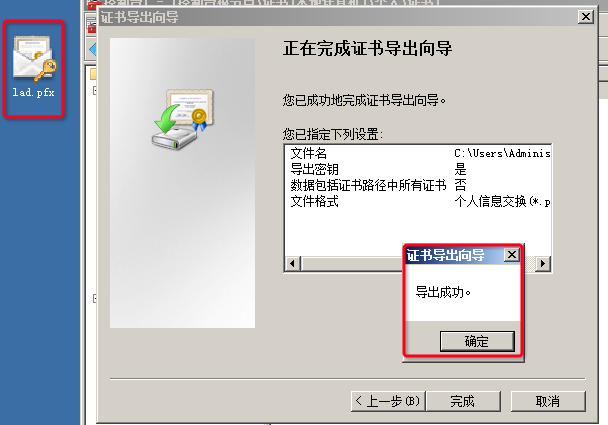 证书导出向导
lad.pfx
正在完成证书导出向导
您已成功地完成证书导出向导。
您已指定下列设置:
文件名 C:\Users\Adminis
导出密钥 是
数据包括证书路径中所有证书 否
文件格式 个人信息交换(*.p
证书导出向导
导出成功。
确定
< 上一步(B)
完成
取消